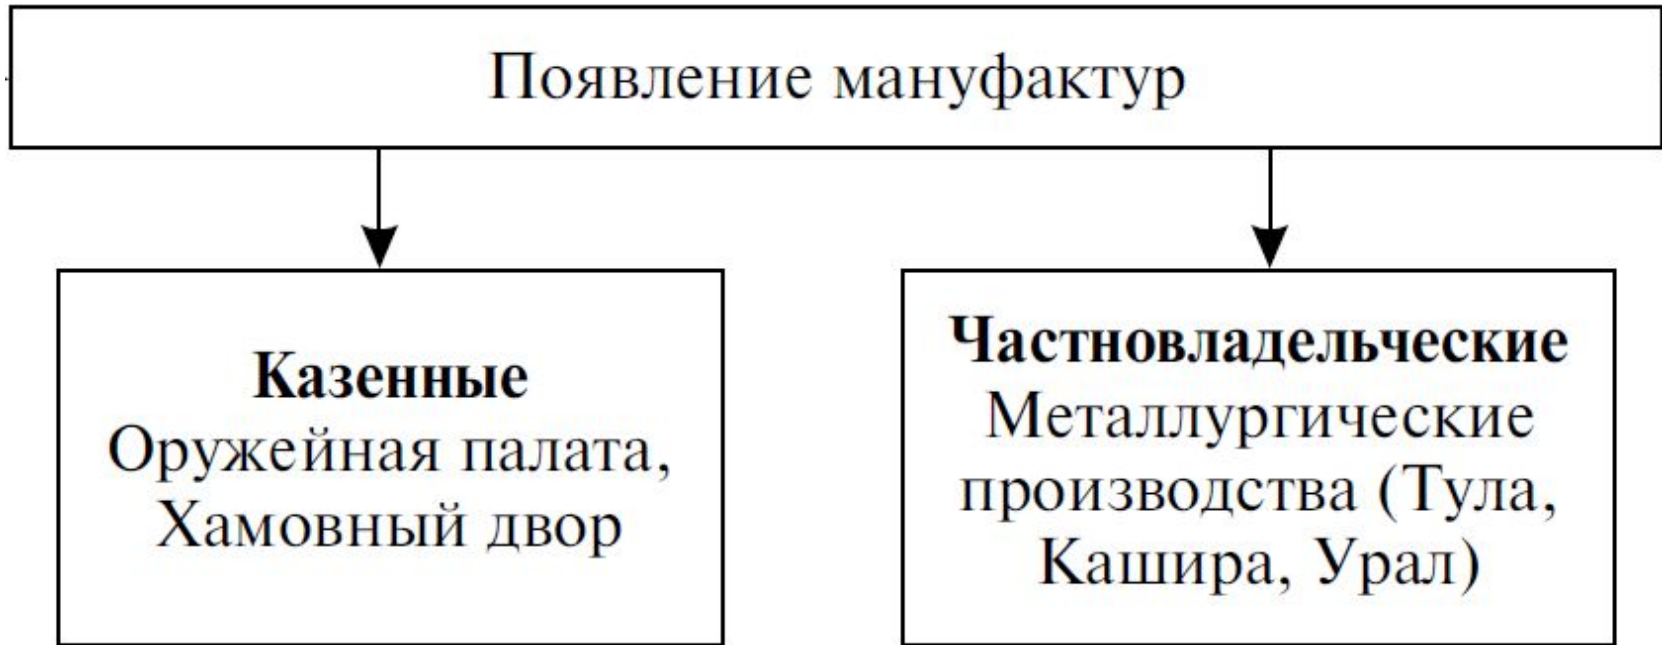 Появление мануфактур
Казенные
Оружейная палата,
Хамовный двор
Частновладельческие
Металлургические
производства (Тула,
Кашира, Урал)